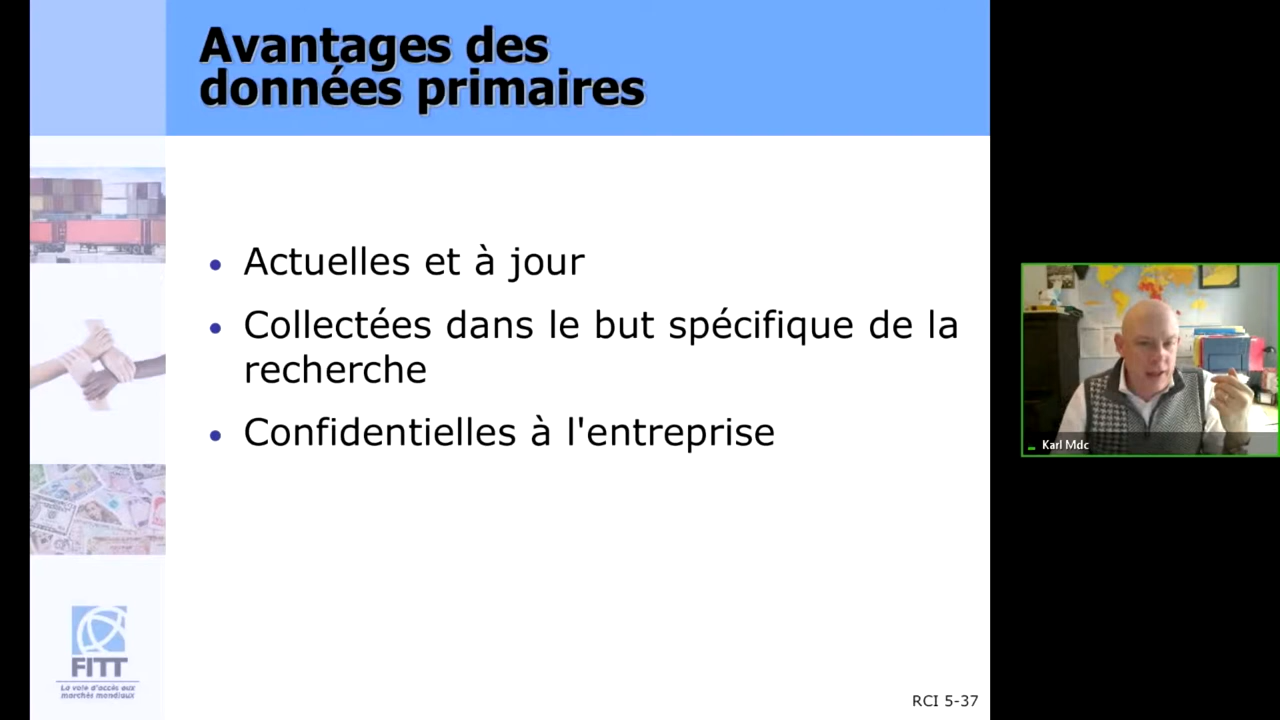 Avantages des
données primaires
• Actuelles et à jour
• Collectées dans le but spécifique de la
recherche
• Confidentielles à l'entreprise
FITT
La voie d'accès aux
marchés mondiaux
RCI 5-37
Karl Mdc